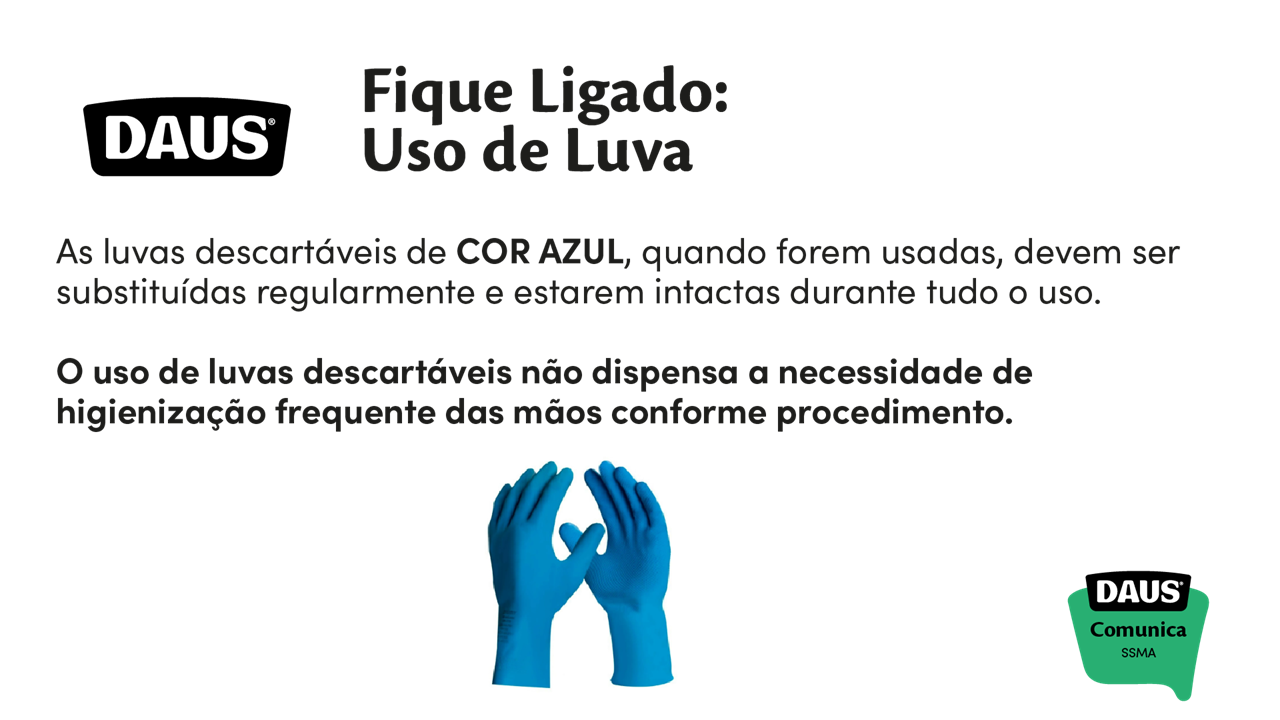 DAUS®
Fique Ligado:
Uso de Luva
As luvas descartáveis de COR AZUL, quando forem usadas, devem ser
substituídas regularmente e estarem intactas durante tudo o uso.
O uso de luvas descartáveis não dispensa a necessidade de
higienização frequente das mãos conforme procedimento.
DAUS®
Comunica
SSMA